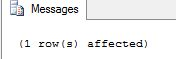 Messages
(1 row(s) affected)